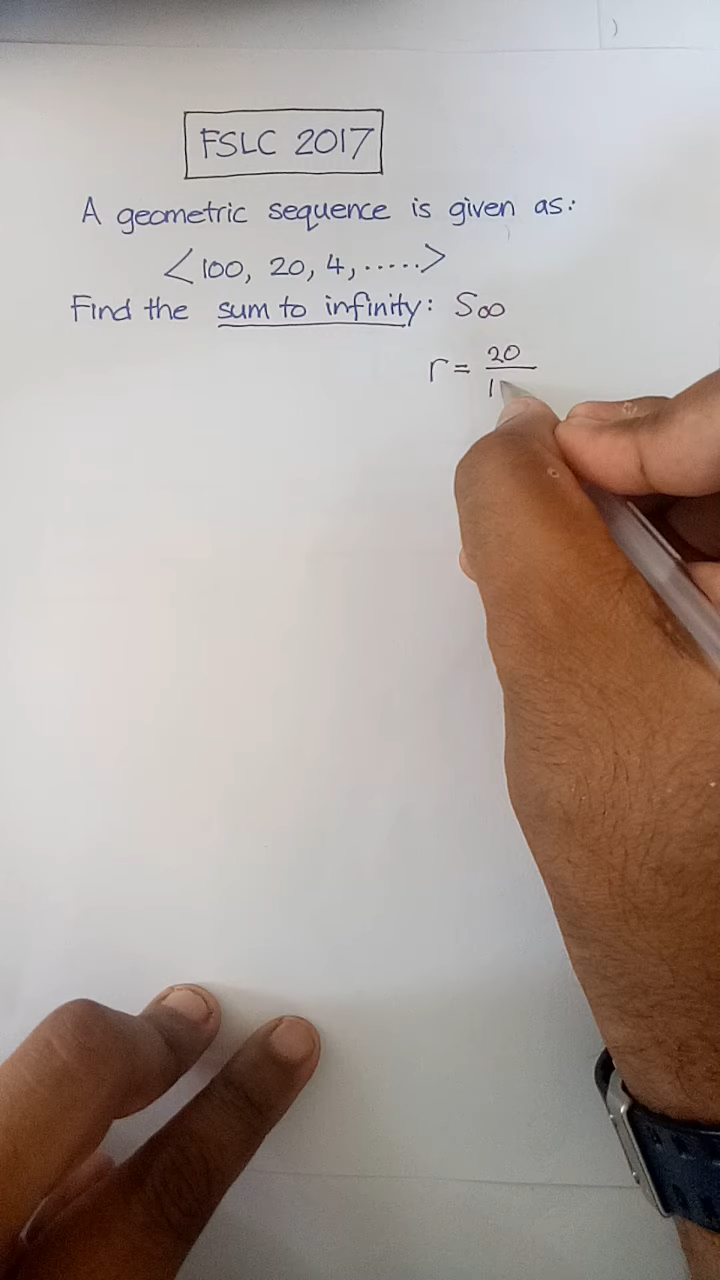 FSLC 2017
A geometric sequence is given as:
<100, 20, 4,.....>
Find the sum to infinity: S∞
r = 20/1